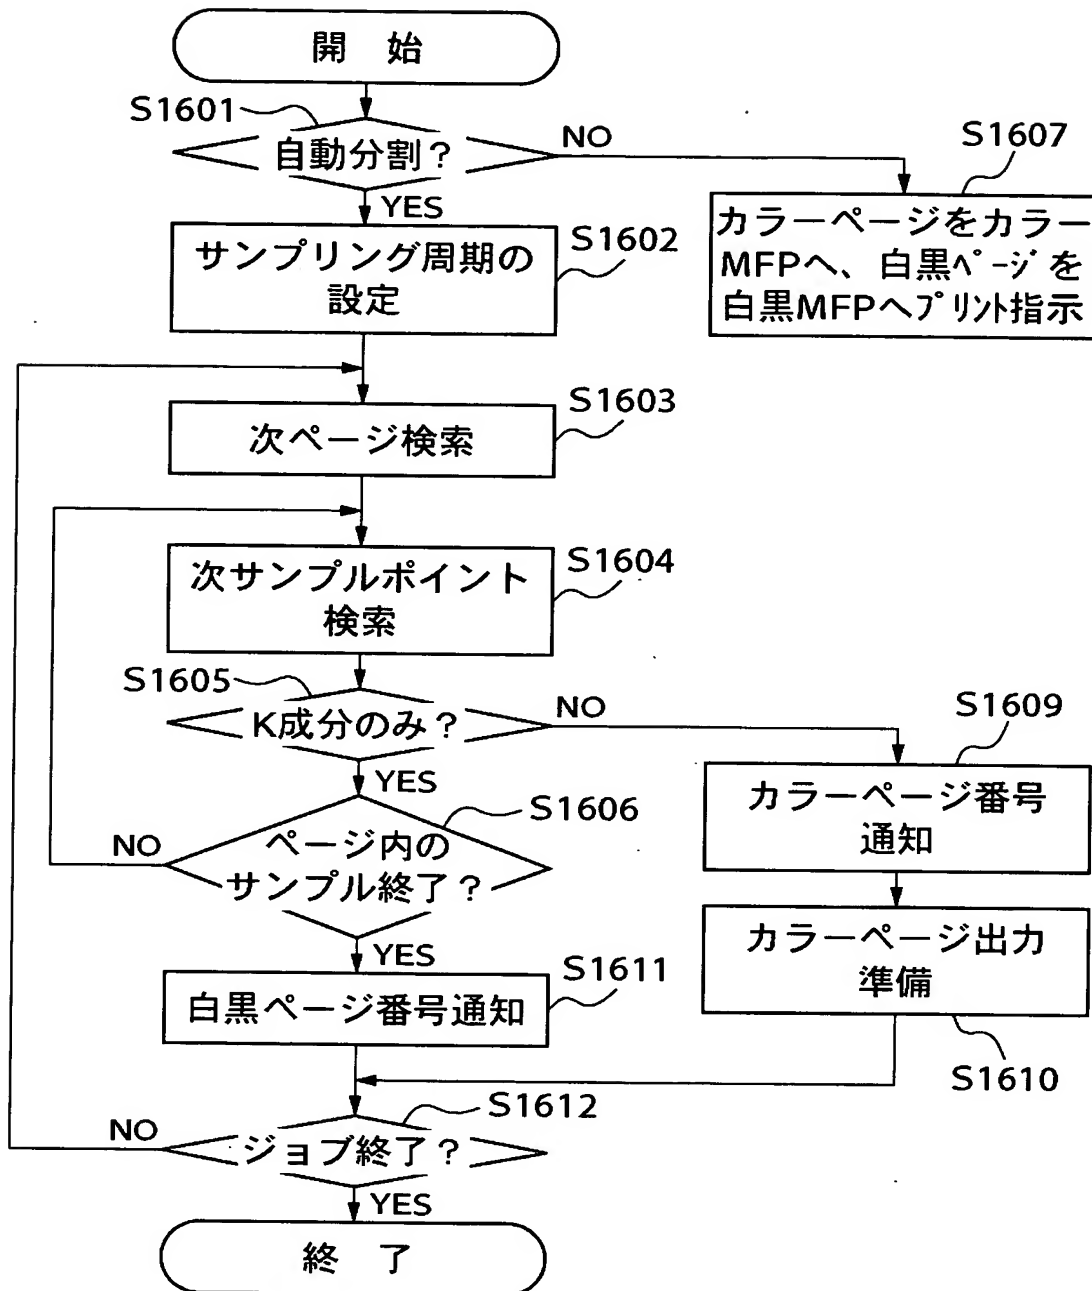 開 始
S1601
自動分割?
NO
YES
S1607
カラーページをカラー
MFPへ、白黒ページを
白黒MFPへプリント指示
S1602
サンプリング周期の
設定
S1603
次ページ検索
S1604
次サンプルポイント
検索
S1605
K成分のみ?
NO
YES
S1609
カラーページ番号
通知
S1606
ページ内の
サンプル終了?
NO
YES
カラーページ出力
準備
S1610
S1611
白黒ページ番号通知
S1612
ジョブ終了?
NO
YES
終 了